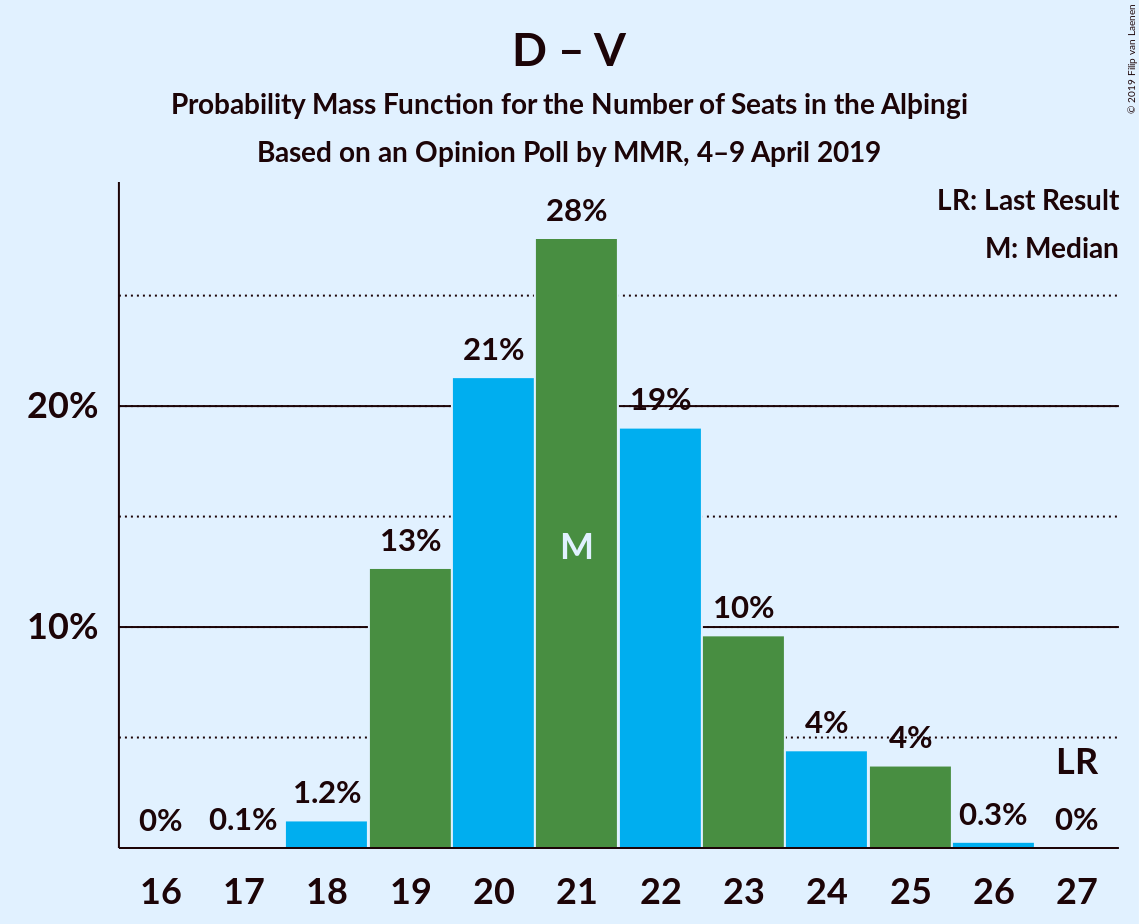 D – V
Probability Mass Function for the Number of Seats in the Alþingi
Based on an Opinion Poll by MMR, 4–9 April 2019
© 2019 Filip van Laenen
LR: Last Result
M: Median
20%
10%
0%
0.1%
1.2%
13%
21%
28%
M
19%
10%
4%
4%
0.3%
LR
0%
16 17 18 19 20 21 22 23 24 25 26 27